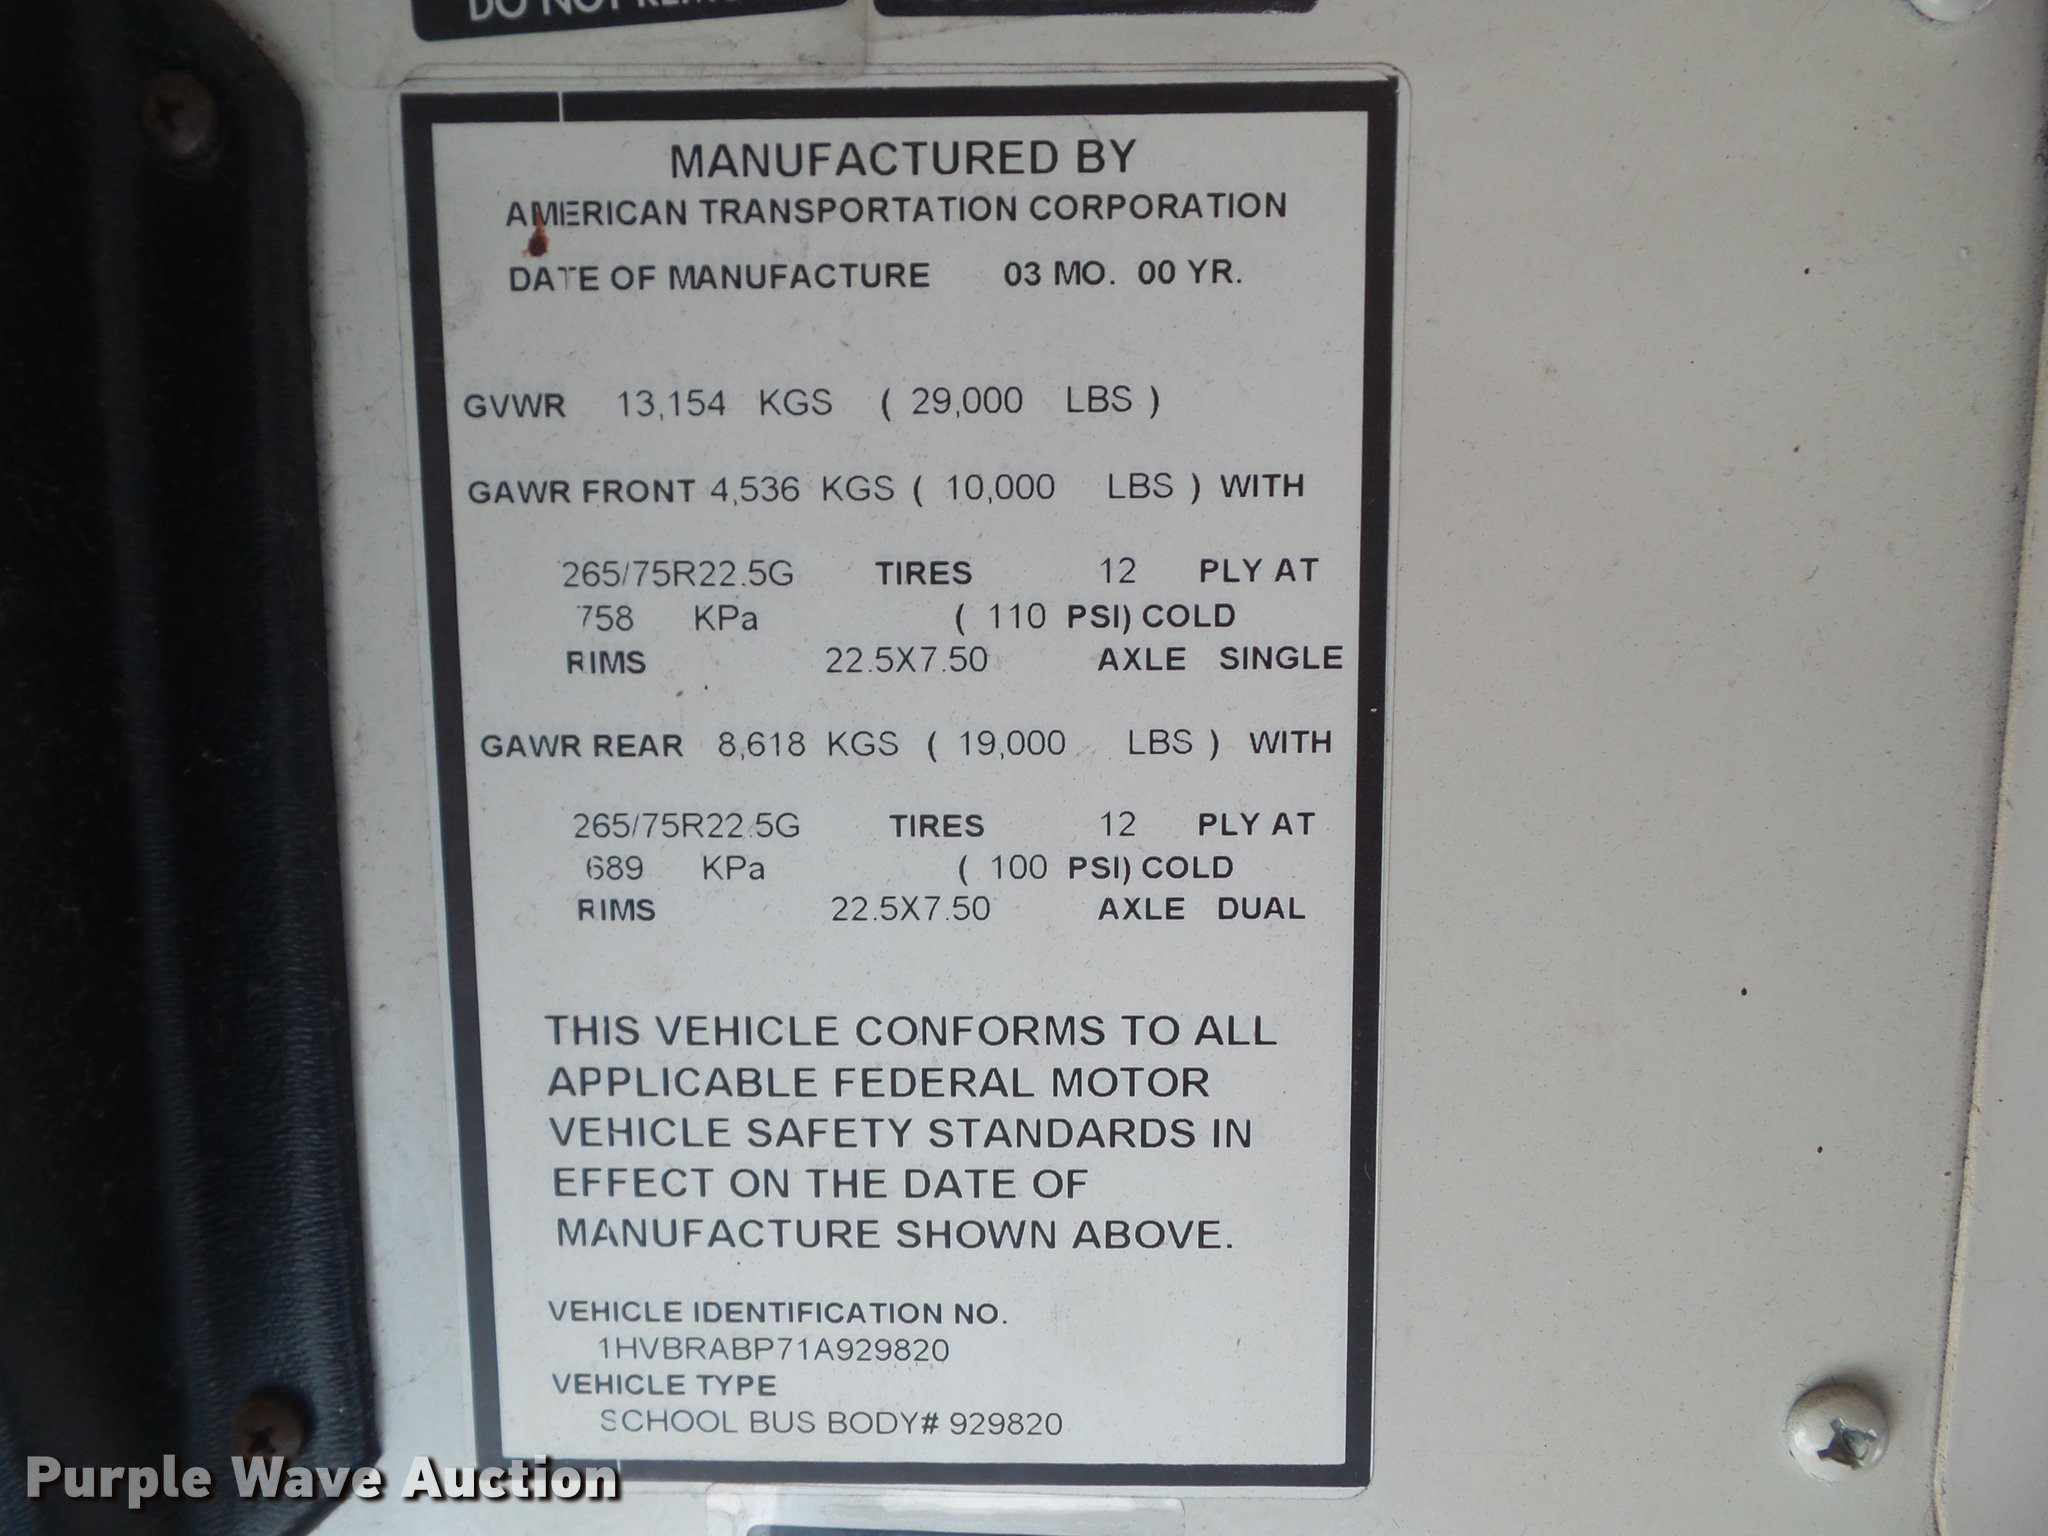 DO NOT
MANUFACTURED BY
AMERICAN TRANSPORTATION CORPORATION
DATE OF MANUFACTURE 03 MO. 00 YR.
GVWR 13,154 KGS ( 29,000 LBS )
GAWR FRONT 4,536 KGS ( 10,000 LBS ) WITH
265/75R22.5G TIRES 12 PLY AT
758 KPa ( 110 PSI) COLD
RIMS 22.5X7.50 AXLE SINGLE
GAWR REAR 8,618 KGS ( 19,000 LBS ) WITH
265/75R22.5G TIRES 12 PLY AT
689 KPa ( 100 PSI) COLD
RIMS 22.5X7.50 AXLE DUAL
THIS VEHICLE CONFORMS TO ALL
APPLICABLE FEDERAL MOTOR
VEHICLE SAFETY STANDARDS IN
EFFECT ON THE DATE OF
MANUFACTURE SHOWN ABOVE.
VEHICLE IDENTIFICATION NO.
1HVBRABP71A929820
VEHICLE TYPE
SCHOOL BUS BODY# 929820
Purple Wave Auction